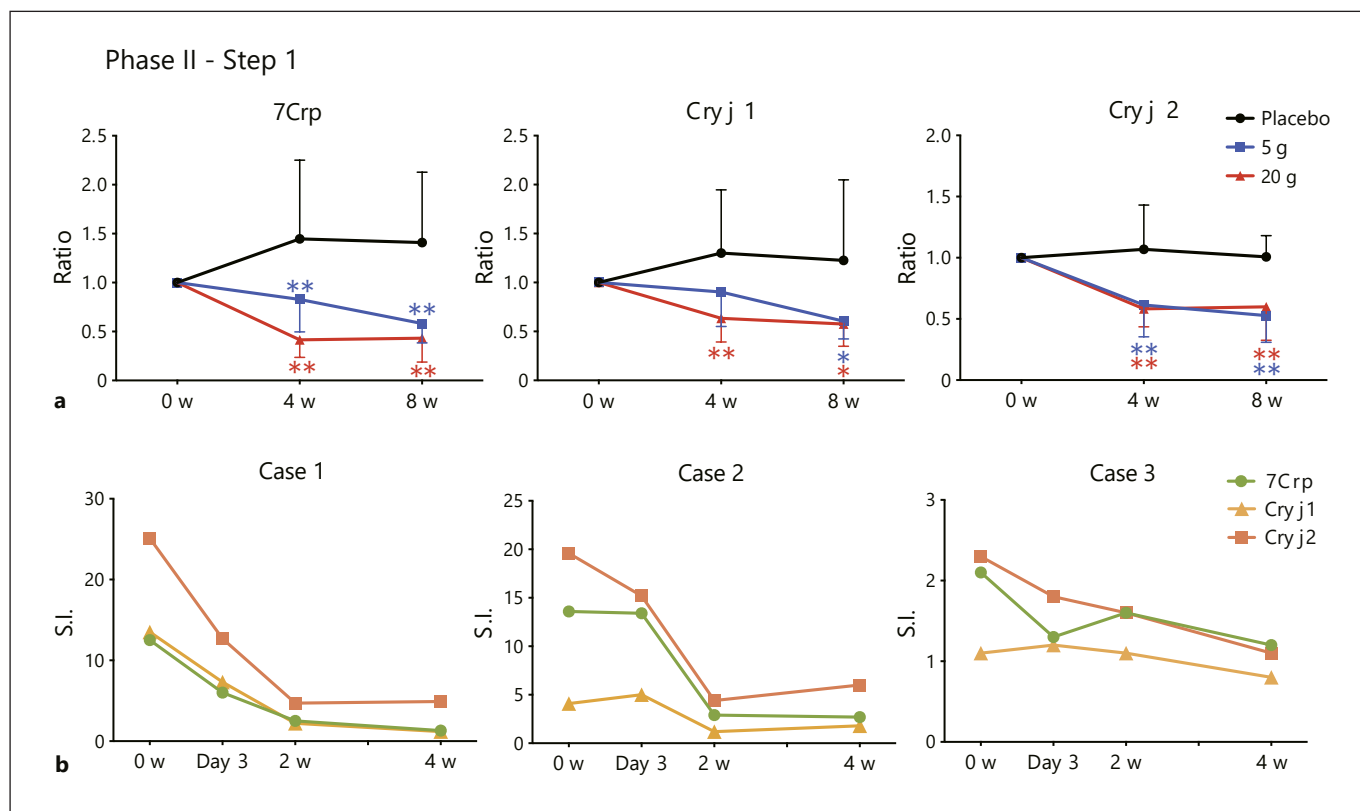 Phase II - Step 1
7Crp
Cry j 1
Cry j 2
Placebo
5 g
20 g
Ratio
2.5
2.0
1.5
1.0
0.5
0
**
**
**
**
0 w
4 w
8 w
Ratio
2.5
2.0
1.5
1.0
0.5
0
**
*
*
0 w
4 w
8 w
Ratio
2.0
1.5
1.0
0.5
0
**
**
**
**
0 w
4 w
8 w
a
Case 1
Case 2
Case 3
7Crp
Cry j1
Cry j2
S.I.
30
20
10
0
0 w
Day 3
2 w
4 w
S.I.
25
20
15
10
5
0
0 w
Day 3
2 w
4 w
S.I.
3
2
1
0
0 w
Day 3
2 w
4 w
b